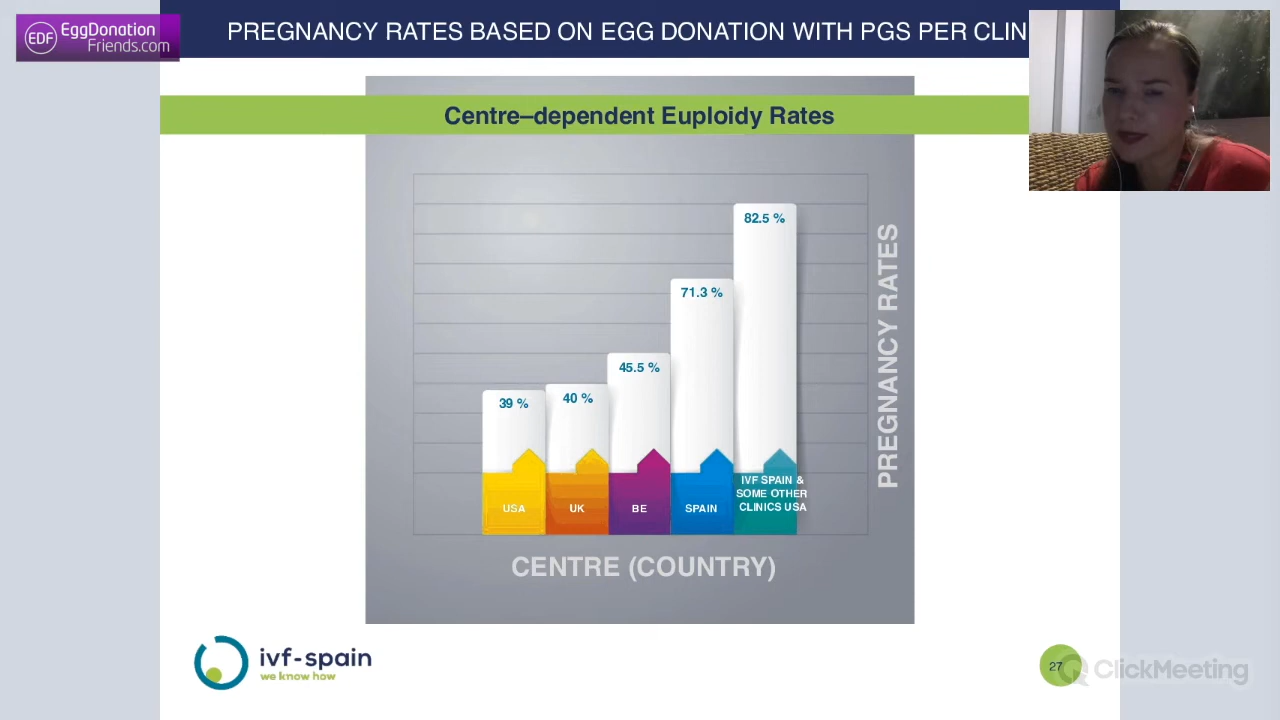 EDF EggDonation
Friends.com
PREGNANCY RATES BASED ON EGG DONATION WITH PGS PER CLIN
Centre–dependent Euploidy Rates
82.5 %
71.3 %
45.5 %
40 %
39 %
PREGNANCY RATES
USA
UK
BE
SPAIN
IVF SPAIN &
SOME OTHER
CLINICS USA
CENTRE (COUNTRY)
ivf-spain
we know how
27
ClickMeeting